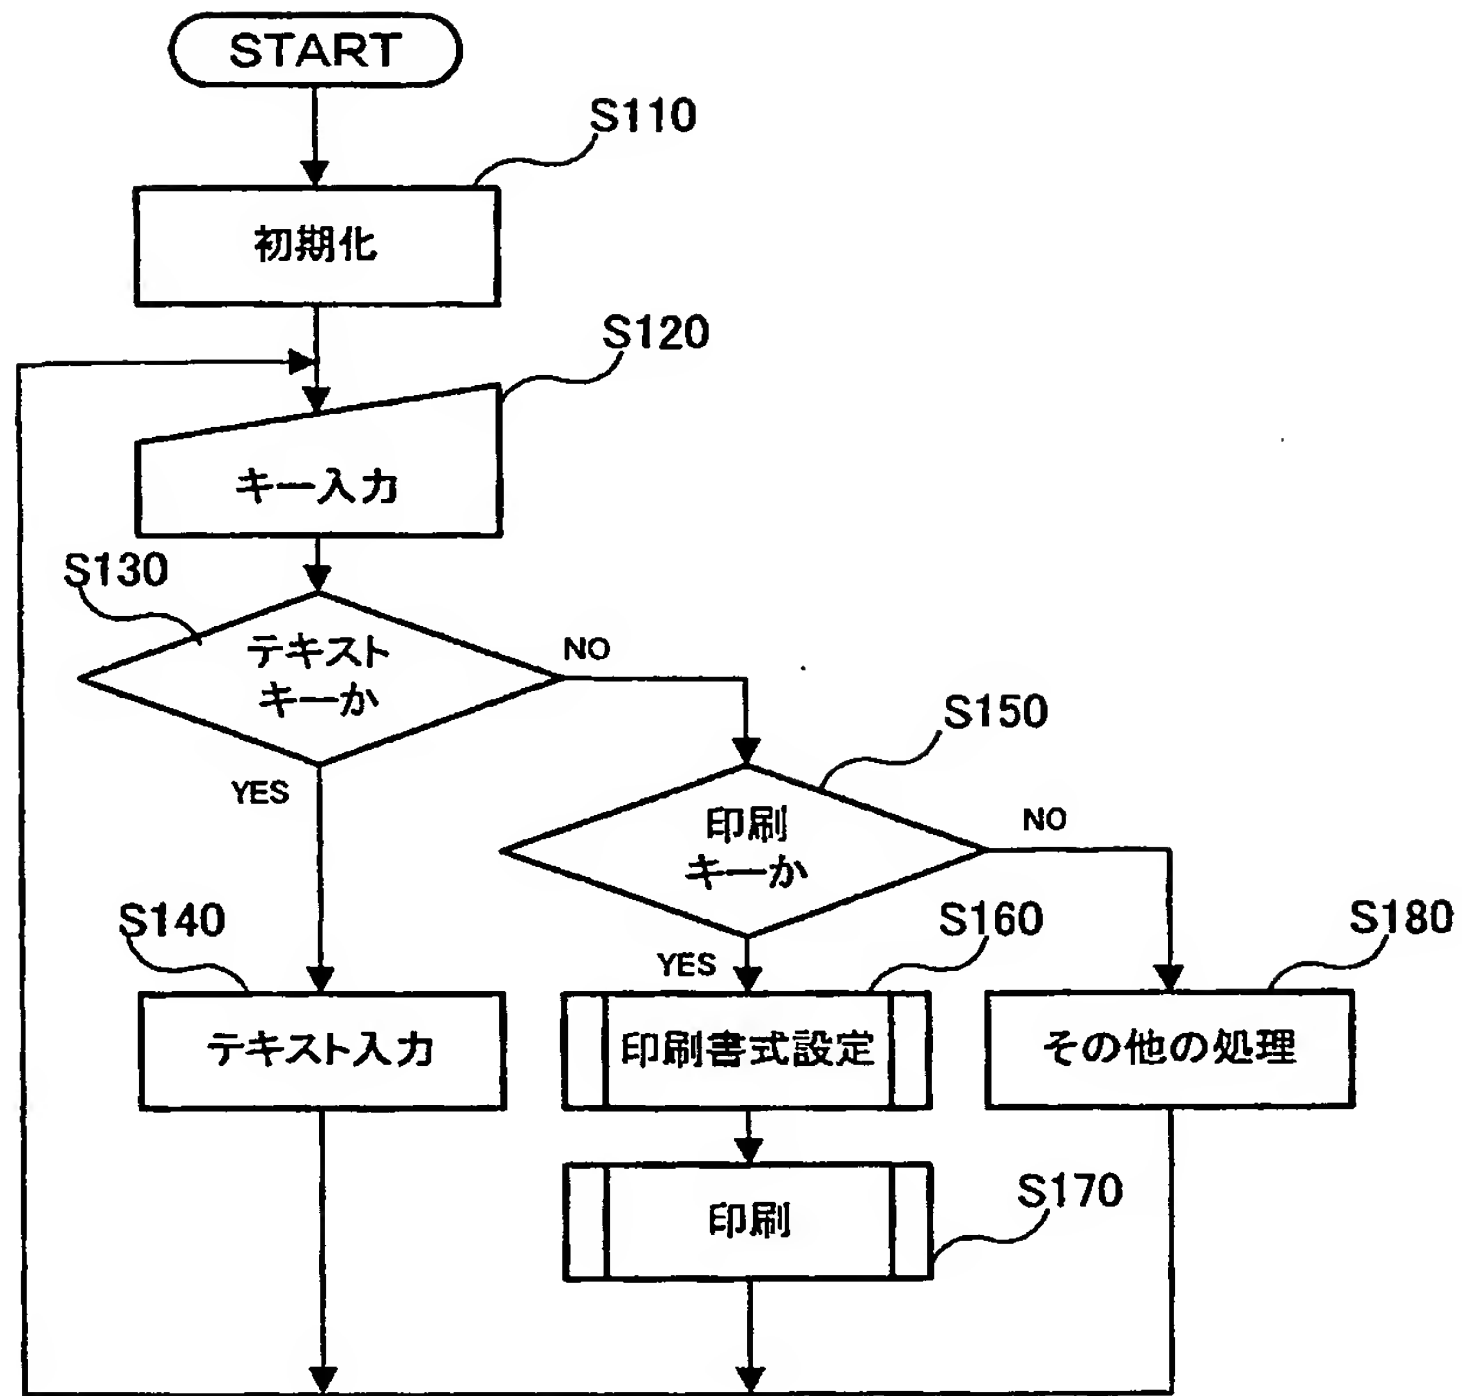 START
S110
初期化
S120
キー入力
S130
テキスト
キーか
NO
YES
S150
印刷
キーか
NO
YES
S140
テキスト入力
S160
印刷書式設定
S180
その他の処理
S170
印刷